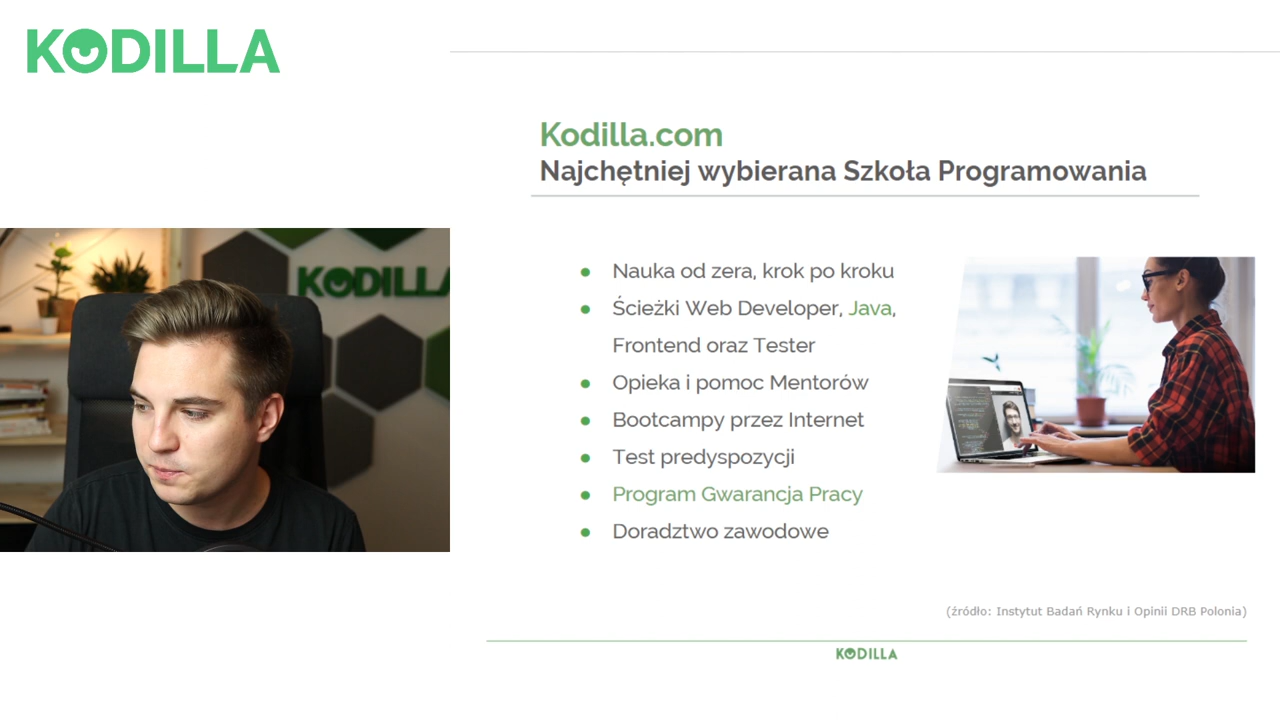 KODILLA
Kodilla.com
Najchętniej wybierana Szkoła Programowania
KODILLA
● Nauka od zera, krok po kroku
● Ścieżki Web Developer, Java,
Frontend oraz Tester
● Opieka i pomoc Mentorów
● Bootcampy przez Internet
● Test predyspozycji
● Program Gwarancja Pracy
● Doradztwo zawodowe
(źródło: Instytut Badań Rynku i Opinii DRB Polonia)
KODILLA